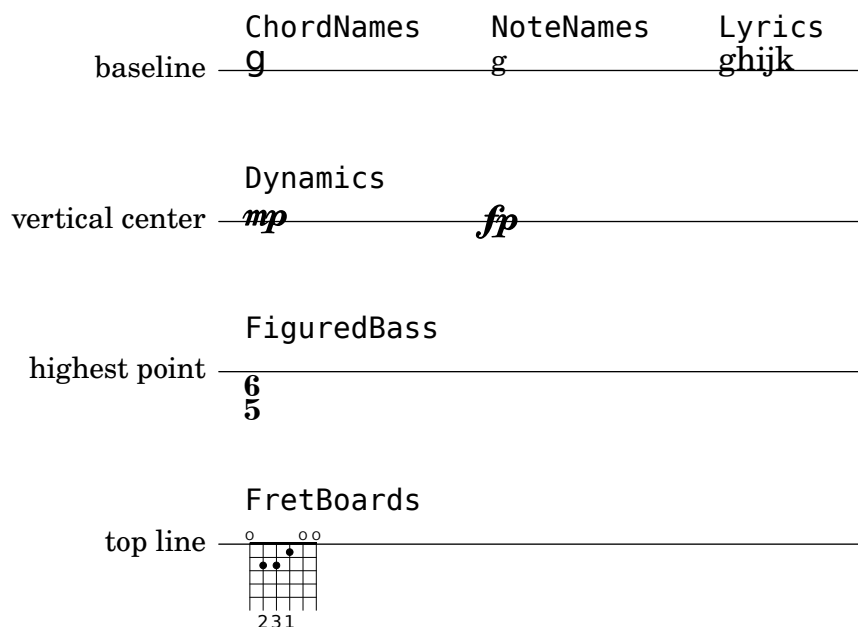 ChordNames NoteNames Lyrics
baseline g g ghijk
Dynamics
vertical center mp fp
FiguredBass
highest point
6
5
FretBoards
top line o o o
231